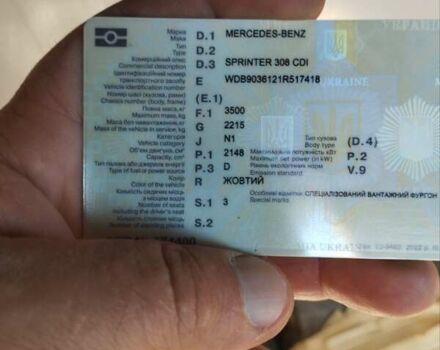 Марка
Make
D.1 MERCEDES-BENZ
Тип
Type
D.2
Комерційний опис
Commercial description
D.3 SPRINTER 308 CDI
Ідентифікаційний номер
транспортного засобу
Vehicle identification number
E WDB9036121R517418
Номер шасі (кузова, рами)
Chassis number (body, frame)
(E.1)
Повна маса, кг
Maximum mass, kg
F.1 3500
Маса без навантаження, кг
Mass of the vehicle in service, kg
G 2215
Категорія
Vehicle category
J N1
Тип кузова
(D.4)
Об'єм двигуна, см³
Capacity, cm³
P.1 2148
Максимальна потужність кВт
Maximum net power (in kW)
P.2
Тип пального або джерело енергії
Type of fuel or power source
P.3 D
Рівень екологічних норм
Emission standard
V.9
Колір
Color of the vehicle
R ЖОВТИЙ
Кількість сидячих місць
з місцем водія
Number of seats
including the driver's seat
S.1 3
Особливі відмітки СПЕЦІАЛІЗОВАНИЙ ВАНТАЖНИЙ ФУРГОН
Special marks
Кількість стоячих місць
Number of standing places
S.2
UKRAINE
UKRAINE